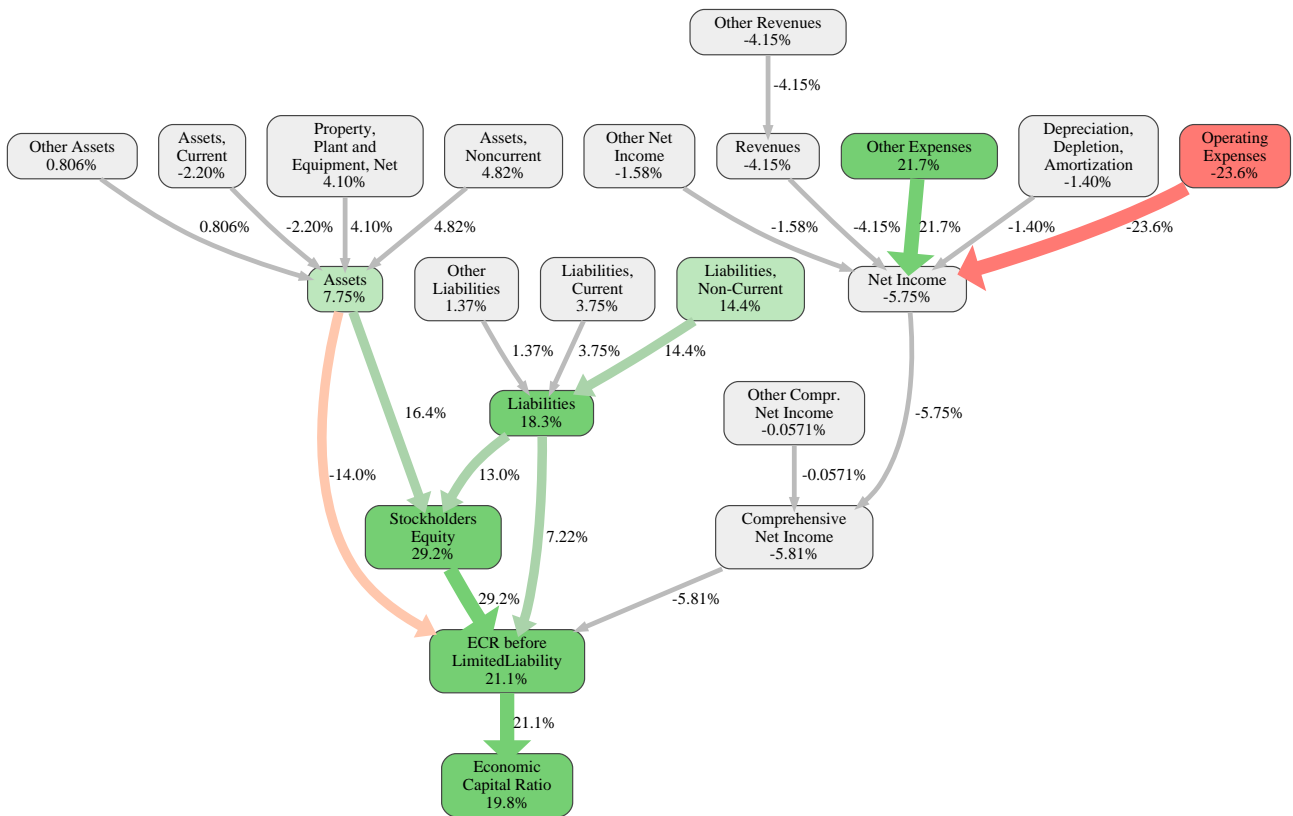 Other Revenues
-4.15%
-4.15%
Other Assets
0.806%
Assets,
Current
-2.20%
Property,
Plant and
Equipment, Net
4.10%
Assets,
Noncurrent
4.82%
Other Net
Income
-1.58%
Revenues
-4.15%
Other Expenses
21.7%
Depreciation,
Depletion,
Amortization
-1.40%
Operating
Expenses
-23.6%
0.806%
-2.20%
4.10%
4.82%
-1.58%
-4.15%
21.7%
-1.40%
-23.6%
Assets
7.75%
Other
Liabilities
1.37%
Liabilities,
Current
3.75%
Liabilities,
Non-Current
14.4%
Net Income
-5.75%
1.37%
3.75%
14.4%
16.4%
Liabilities
18.3%
Other Compr.
Net Income
-0.0571%
-5.75%
-14.0%
13.0%
-0.0571%
Stockholders
Equity
29.2%
7.22%
Comprehensive
Net Income
-5.81%
29.2%
-5.81%
ECR before
LimitedLiability
21.1%
21.1%
Economic
Capital Ratio
19.8%